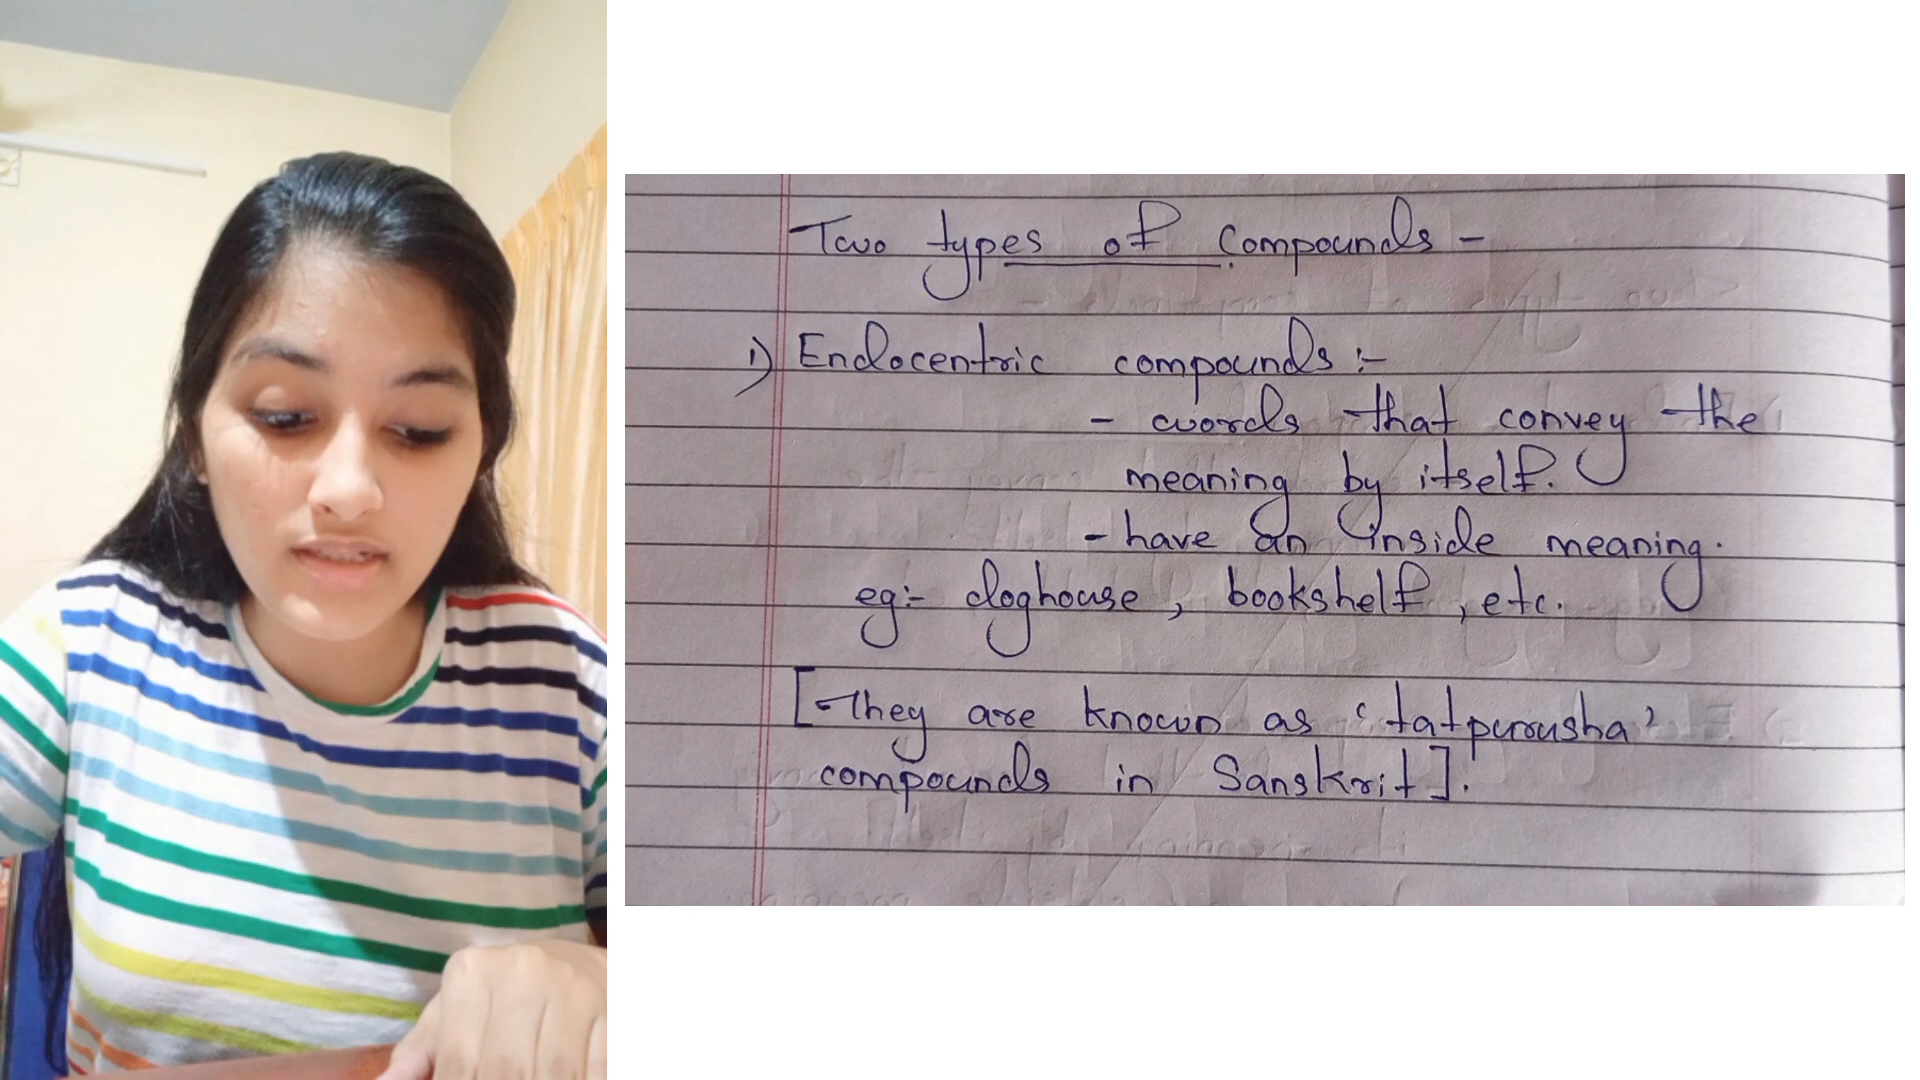 Two types of Compounds -
1) Endocentric compounds :-
- words that convey the
meaning by itself.
- have an inside meaning.
eg:- doghouse, bookshelf, etc.
[They are known as 'tatpurusha'
compounds in Sanskrit].